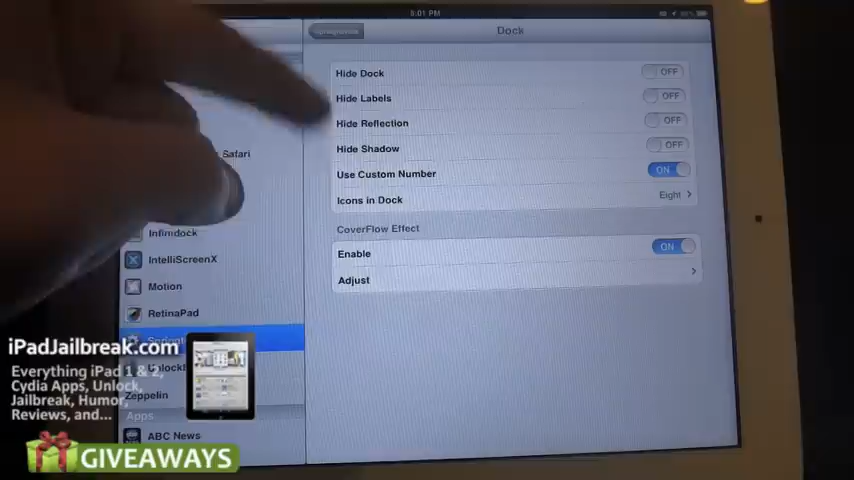 8:01 PM
Dock
Hide Dock
OFF
Hide Labels
OFF
Hide Reflection
OFF
Hide Shadow
OFF
Use Custom Number
ON
Icons in Dock
Eight
CoverFlow Effect
Enable
ON
Adjust
Safari
Infinidock
IntelliScreenX
Motion
RetinaPad
Zeppelin
Apps
ABC News
iPadJailbreak.com
Everything iPad 1 & 2,
Cydia Apps, Unlock,
Jailbreak, Humor,
Reviews, and...
GIVEAWAYS